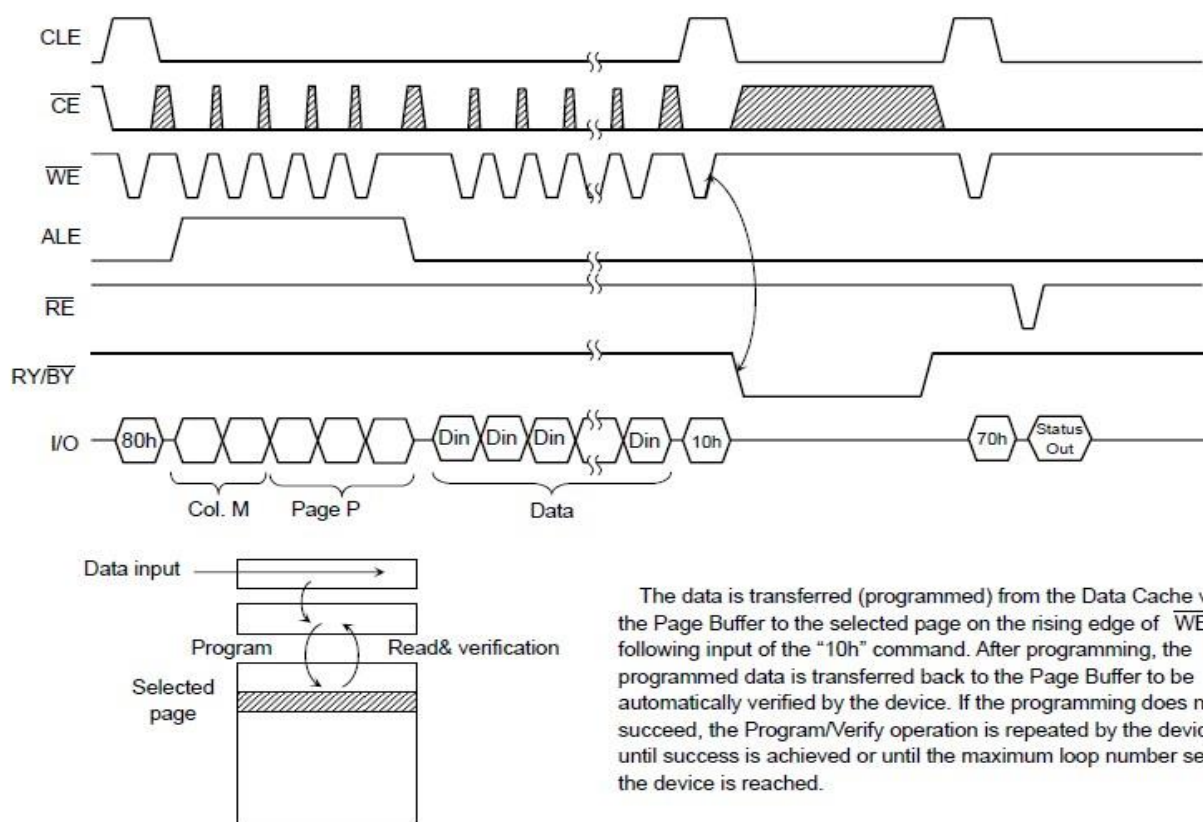 CLE
C̅E̅
W̅E̅
ALE
R̅E̅
RY/B̅Y̅
I/O 80h Din Din Din Din 10h 70h Status Out
Col. M Page P Data
Data input
Program Read& verification
Selected
page
The data is transferred (programmed) from the Data Cache v
the Page Buffer to the selected page on the rising edge of W̅E̅
following input of the “10h” command. After programming, the
programmed data is transferred back to the Page Buffer to be
automatically verified by the device. If the programming does n
succeed, the Program/Verify operation is repeated by the devic
until success is achieved or until the maximum loop number se
the device is reached.